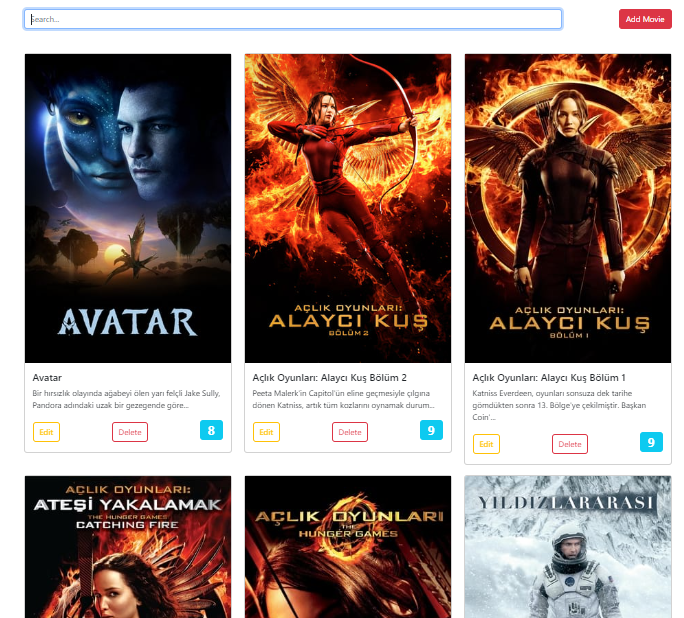 Search...
Add Movie
AVATAR
AÇLIK OYUNLARI:
ALAYCI KUŞ
BÖLÜM 2
AÇLIK OYUNLARI:
ALAYCI KUŞ
BÖLÜM 1
Avatar
Bir hırsızlık olayında ağabeyi ölen yarı felçli Jake Sully,
Pandora adındaki uzak bir gezegende göre...
Edit
Delete
8
Açlık Oyunları: Alaycı Kuş Bölüm 2
Peeta Malerk'in Capitol'ün eline geçmesiyle çılgına
dönen Katniss, artık tüm kozlarını oynamak durum...
Edit
Delete
9
Açlık Oyunları: Alaycı Kuş Bölüm 1
Katniss Everdeen, oyunları sonsuza dek tarihe
gömdükten sonra 13. Bölge'ye çekilmiştir. Başkan
Coin'...
Edit
Delete
9
AÇLIK OYUNLARI:
ATEŞİ YAKALAMAK
THE HUNGER GAMES
CATCHING FIRE
AÇLIK OYUNLARI
THE
HUNGER GAMES
YILDIZLARARASI